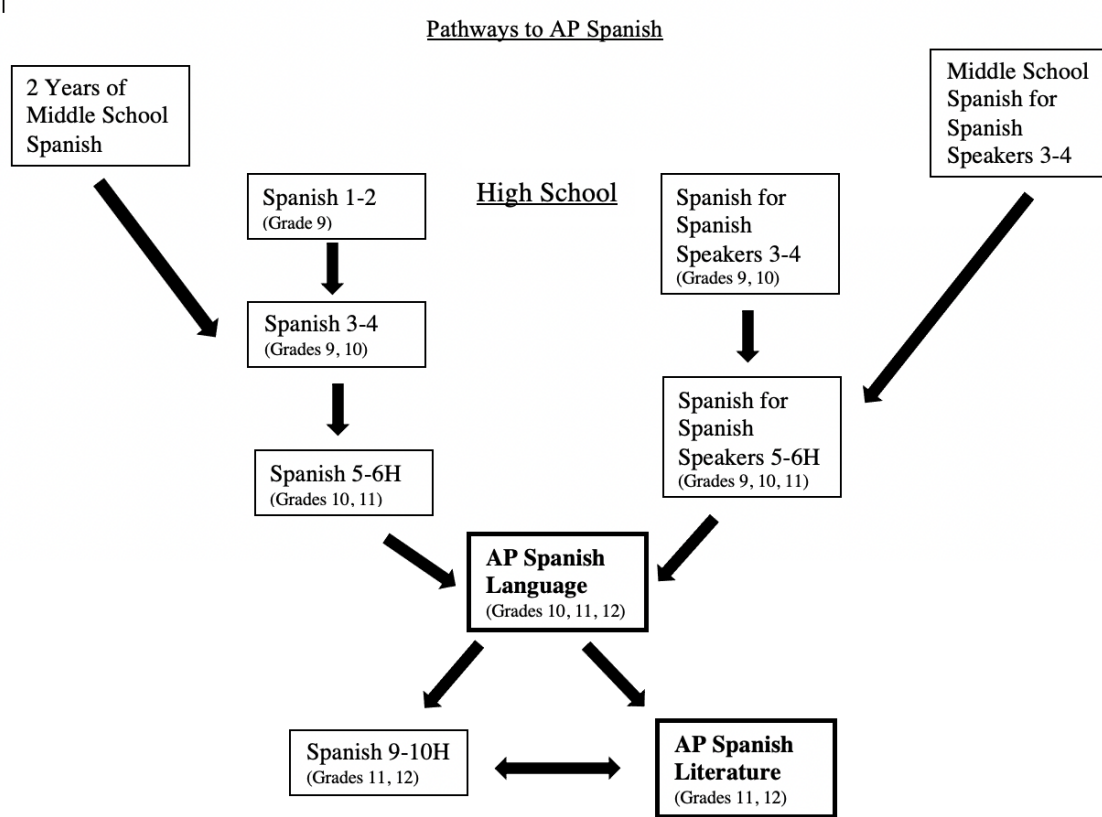 Pathways to AP Spanish
2 Years of
Middle School
Spanish
Middle School
Spanish for
Spanish
Speakers 3-4
High School
Spanish 1-2
(Grade 9)
Spanish 3-4
(Grades 9, 10)
Spanish 5-6H
(Grades 10, 11)
Spanish for
Spanish
Speakers 3-4
(Grades 9, 10)
Spanish for
Spanish
Speakers 5-6H
(Grades 9, 10, 11)
AP Spanish
Language
(Grades 10, 11, 12)
Spanish 9-10H
(Grades 11, 12)
AP Spanish
Literature
(Grades 11, 12)